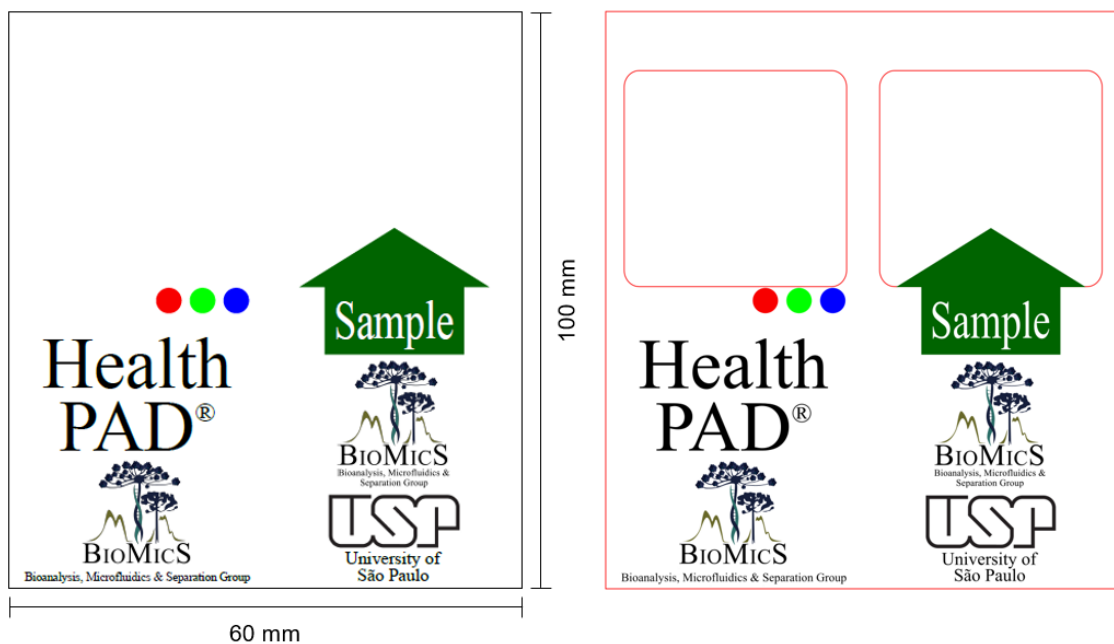 Sample
Health
PAD®
BIOMICS
Bioanalysis, Microfluidics &
Separation Group
USP
University of
São Paulo
BIOMICS
Bioanalysis, Microfluidics & Separation Group
60 mm
100 mm
Sample
Health
PAD®
BIOMICS
Bioanalysis, Microfluidics &
Separation Group
USP
University of
São Paulo
BIOMICS
Bioanalysis, Microfluidics & Separation Group